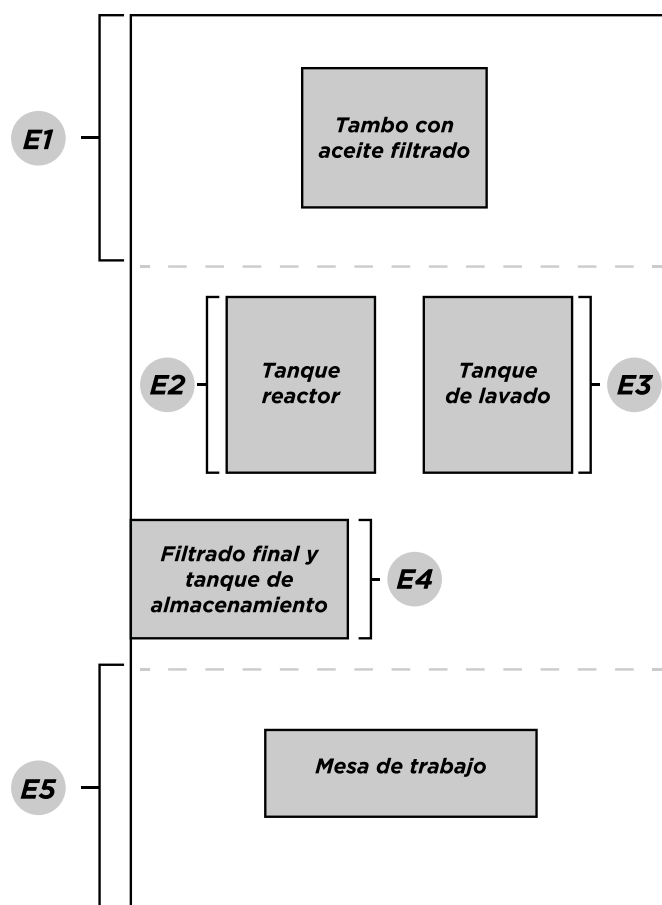 E1
Tambo con
aceite filtrado
E2
Tanque
reactor
Tanque
de lavado
E3
Filtrado final y
tanque de
almacenamiento
E4
E5
Mesa de trabajo